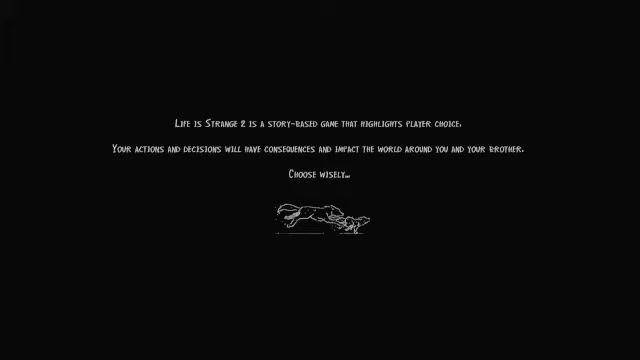 Life is Strange 2 is a story-based game that highlights player choice.
Your actions and decisions will have consequences and impact the world around you and your brother.
Choose wisely...